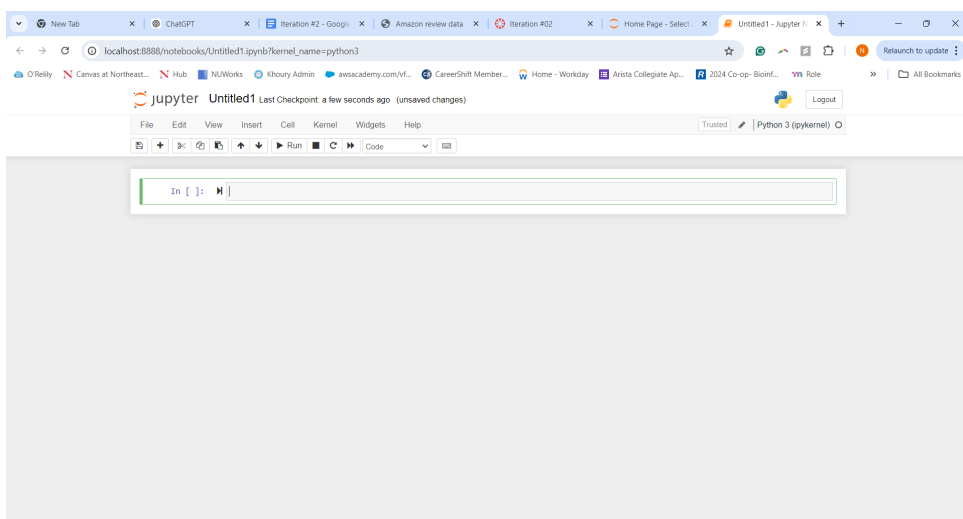 New Tab
ChatGPT
Iteration #2 - Google
Amazon review data
Iteration #02
Home Page - Select
Untitled1 - Jupyter N
localhost:8888/notebooks/Untitled1.ipynb?kernel_name=python3
N
Relaunch to update
O'Relily
Canvas at Northeast...
Hub
NUWorks
Khoury Admin
awsacademy.com/vf...
CareerShift Member...
Home - Workday
Arista Collegiate Ap...
2024 Co-op- Bioinf...
Role
All Bookmarks
jupyter Untitled1 Last Checkpoint: a few seconds ago (unsaved changes)
Logout
File Edit View Insert Cell Kernel Widgets Help
Trusted
Python 3 (ipykernel)
Run
Code
In [ ]: